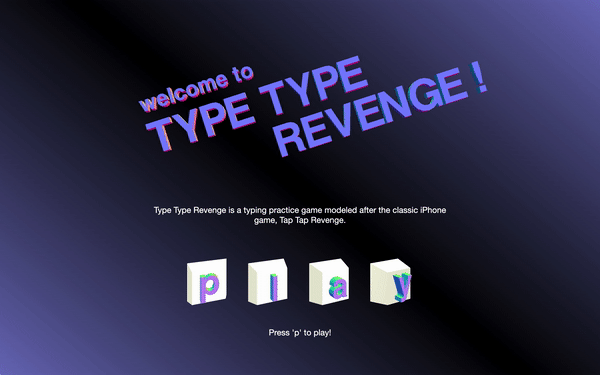 welcome to
TYPE TYPE
REVENGE !
Type Type Revenge is a typing practice game modeled after the classic iPhone
game, Tap Tap Revenge.
p l a y
Press 'p' to play!